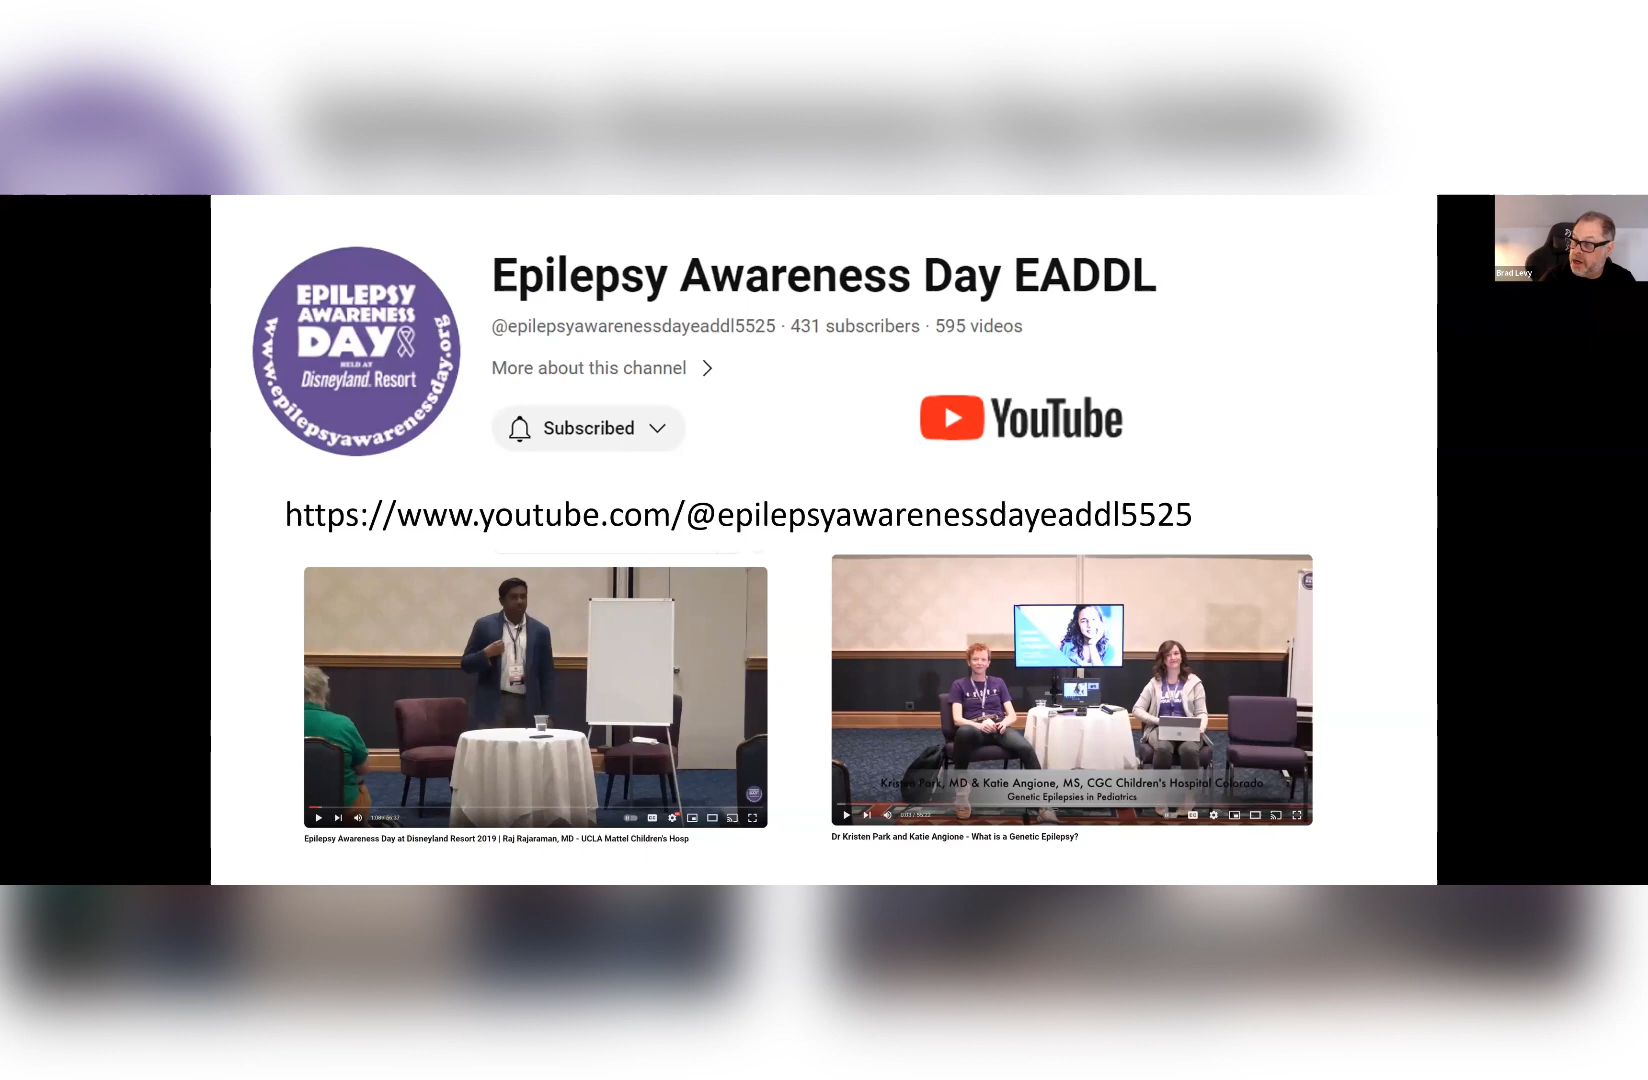 EPILEPSY
AWARENESS
DAY
HELD AT
Disneyland Resort
www.epilepsyawarenessday.org
Epilepsy Awareness Day EADDL
@epilepsyawarenessdayeaddl5525 · 431 subscribers · 595 videos
More about this channel
Subscribed
YouTube
https://www.youtube.com/@epilepsyawarenessdayeaddl5525
Brad Levy
Epilepsy Awareness Day at Disneyland Resort 2019 | Raj Rajaraman, MD - UCLA Mattel Children's Hosp
Kristen Park, MD & Katie Angione, MS, CGC Children's Hospital Colorado
Genetic Epilepsies in Pediatrics
Dr Kristen Park and Katie Angione - What is a Genetic Epilepsy?